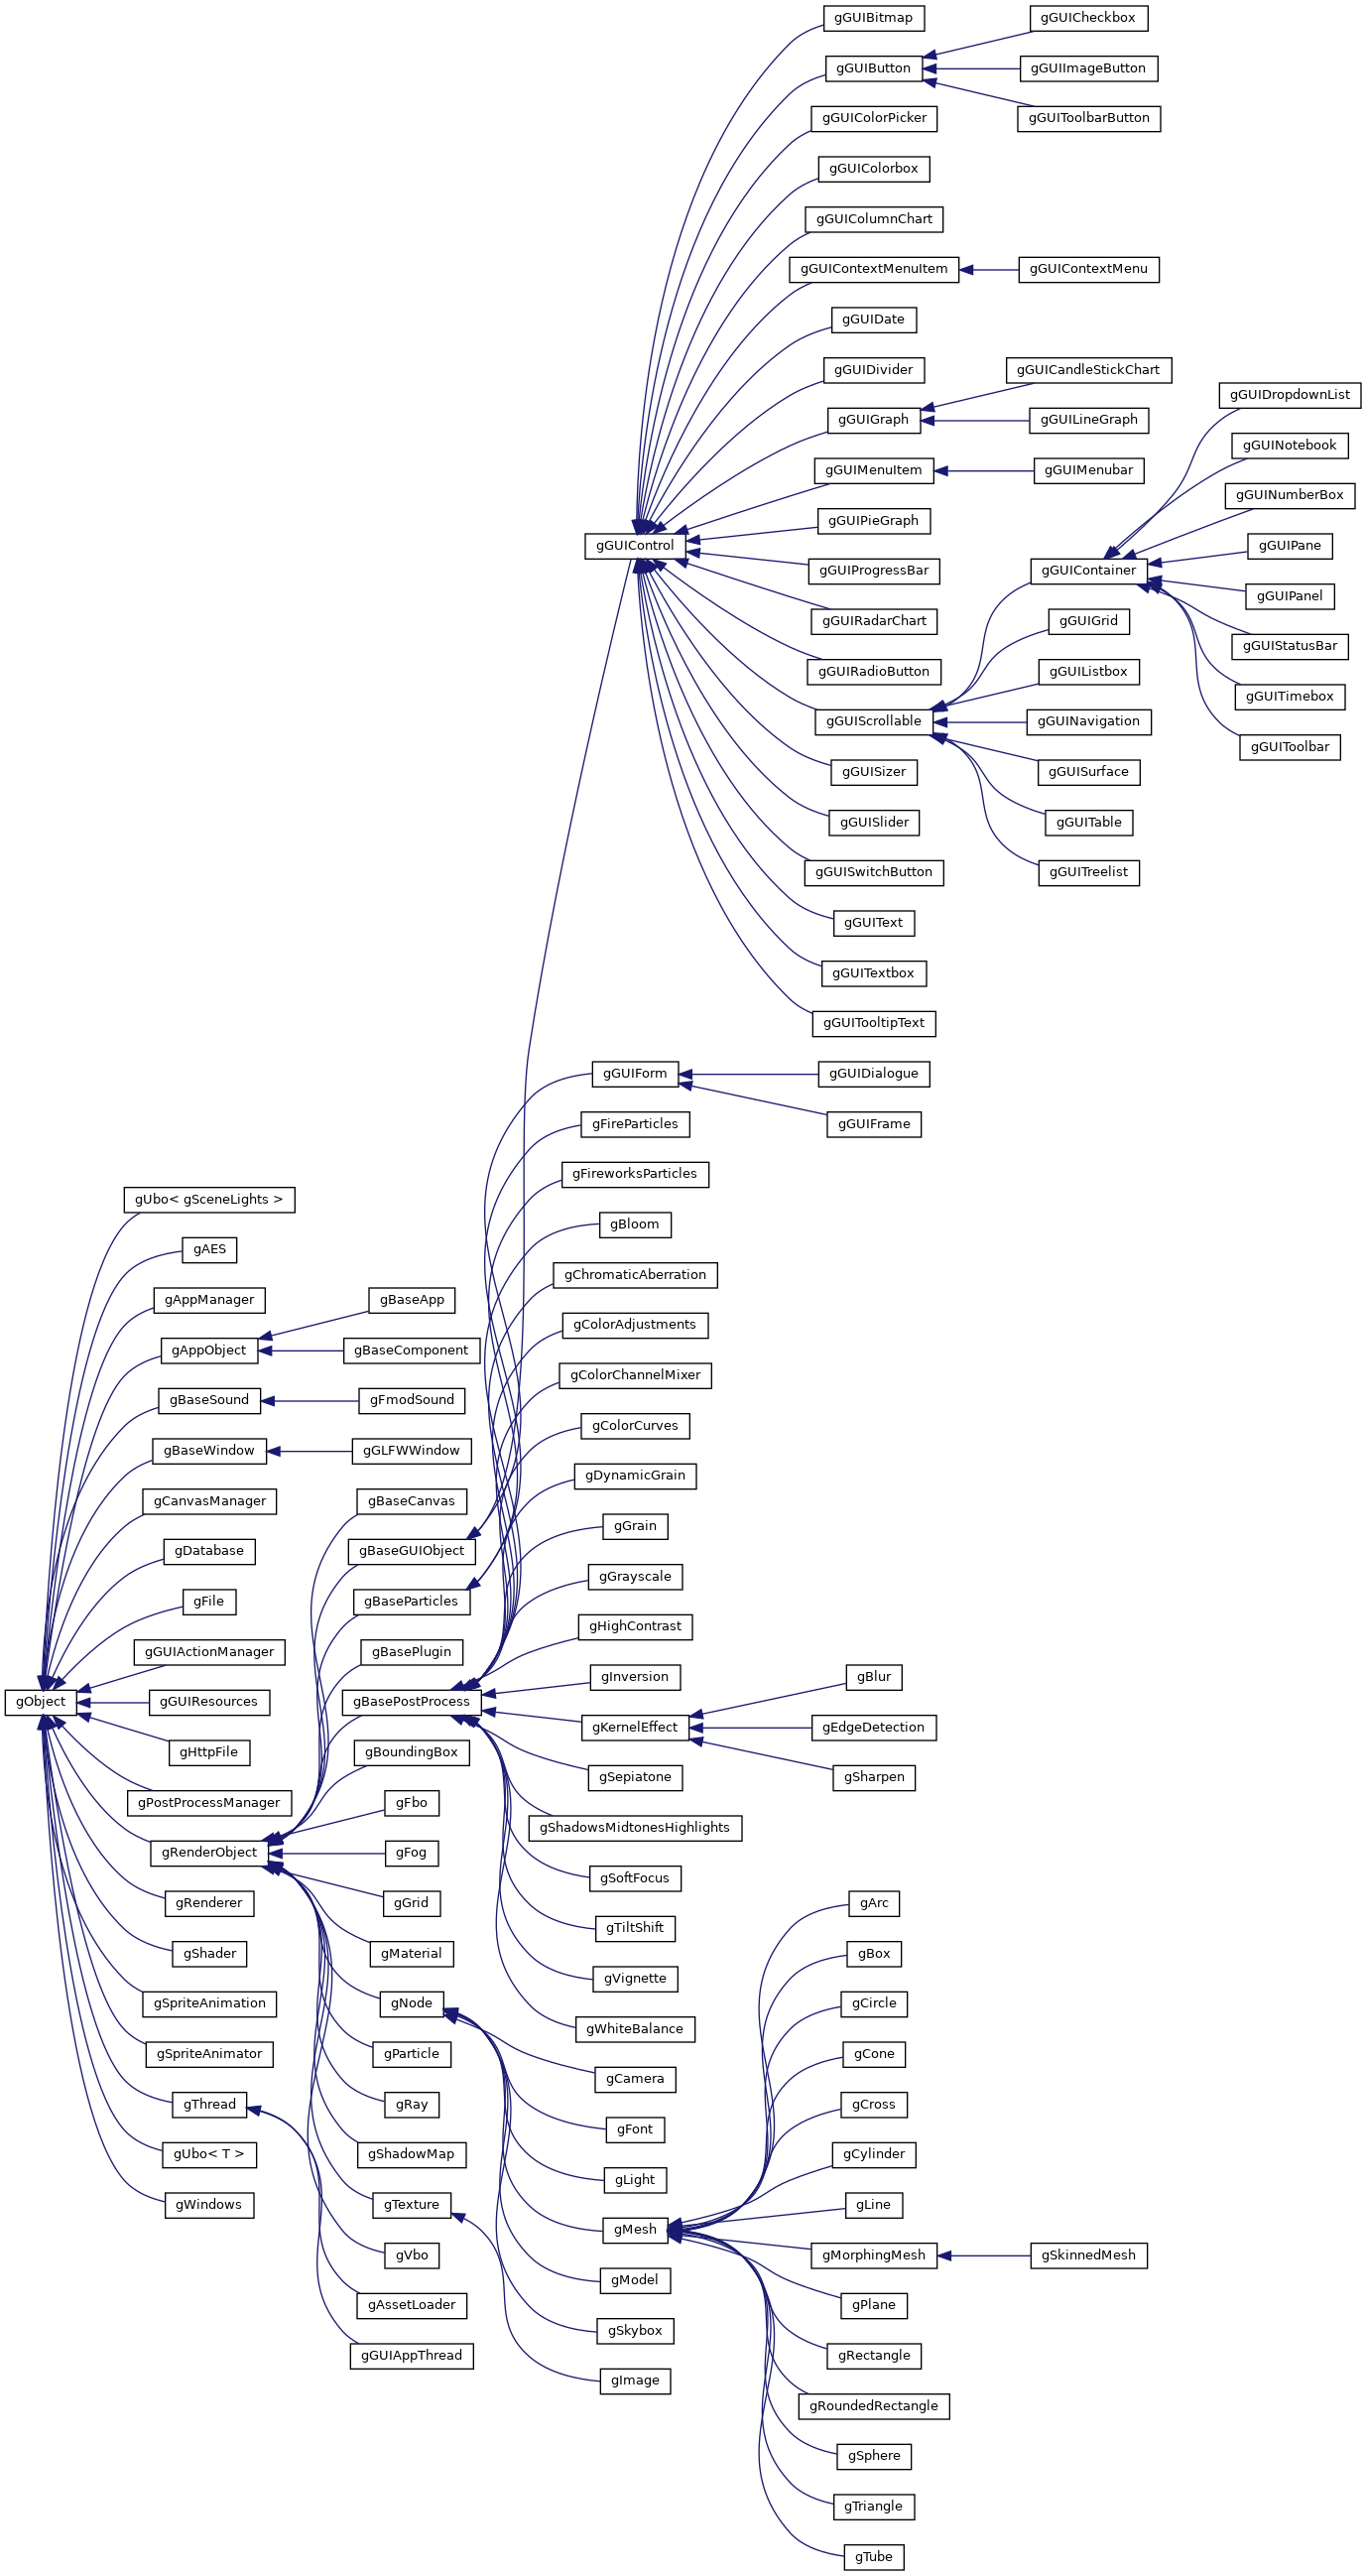 gObject
gUbo< gSceneLights >
gAES
gAppManager
gAppObject
gBaseApp
gBaseComponent
gBaseSound
gFmodSound
gBaseWindow
gGLFWWindow
gCanvasManager
gDatabase
gFile
gGUIActionManager
gGUIResources
gHttpFile
gPostProcessManager
gRenderObject
gRenderer
gShader
gSpriteAnimation
gSpriteAnimator
gThread
gUbo< T >
gWindows
gBaseCanvas
gBaseGUIObject
gBaseParticles
gBasePlugin
gBasePostProcess
gBoundingBox
gFbo
gFog
gGrid
gMaterial
gNode
gParticle
gRay
gShadowMap
gTexture
gVbo
gAssetLoader
gGUIAppThread
gGUIControl
gGUIForm
gFireParticles
gFireworksParticles
gBloom
gChromaticAberration
gColorAdjustments
gColorChannelMixer
gColorCurves
gDynamicGrain
gGrain
gGrayscale
gHighContrast
gInversion
gKernelEffect
gSepiatone
gShadowsMidtonesHighlights
gSoftFocus
gTiltShift
gVignette
gWhiteBalance
gCamera
gFont
gLight
gMesh
gModel
gSkybox
gImage
gGUIBitmap
gGUIButton
gGUIColorPicker
gGUIColorbox
gGUIColumnChart
gGUIContextMenuItem
gGUIDate
gGUIDivider
gGUIGraph
gGUIMenuItem
gGUIPieGraph
gGUIProgressBar
gGUIRadarChart
gGUIRadioButton
gGUIScrollable
gGUISizer
gGUISlider
gGUISwitchButton
gGUIText
gGUITextbox
gGUITooltipText
gGUIDialogue
gGUIFrame
gBlur
gEdgeDetection
gSharpen
gArc
gBox
gCircle
gCone
gCross
gCylinder
gLine
gMorphingMesh
gPlane
gRectangle
gRoundedRectangle
gSphere
gTriangle
gTube
gGUICheckbox
gGUIImageButton
gGUIToolbarButton
gGUIContextMenu
gGUICandleStickChart
gGUILineGraph
gGUIMenubar
gGUIContainer
gGUIGrid
gGUIListbox
gGUINavigation
gGUISurface
gGUITable
gGUITreelist
gSkinnedMesh
gGUIDropdownList
gGUINotebook
gGUINumberBox
gGUIPane
gGUIPanel
gGUIStatusBar
gGUITimebox
gGUIToolbar